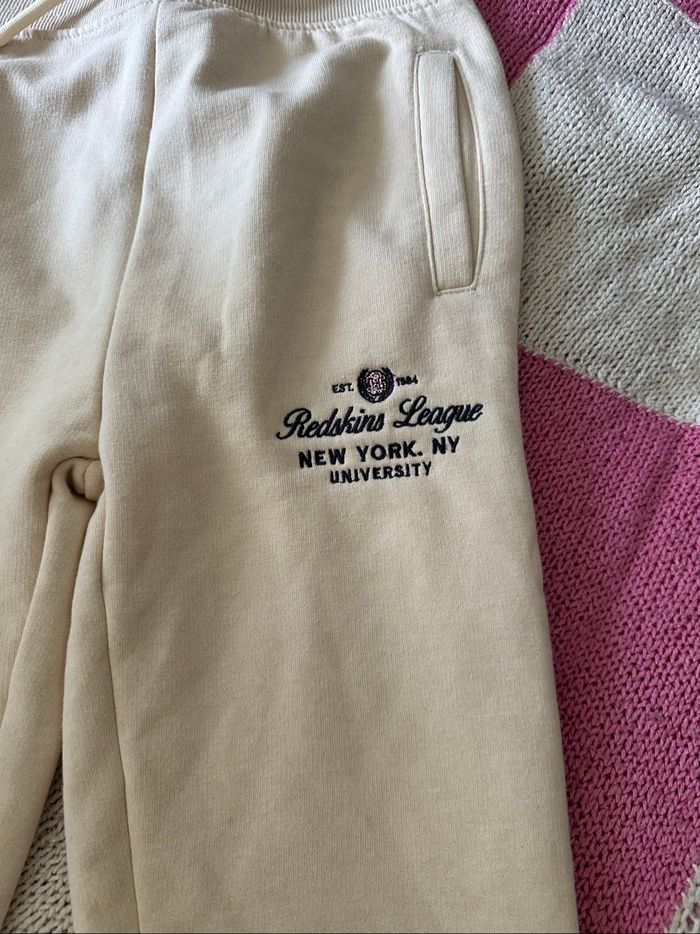 EST. 1984
Redskins League
NEW YORK. NY
UNIVERSITY